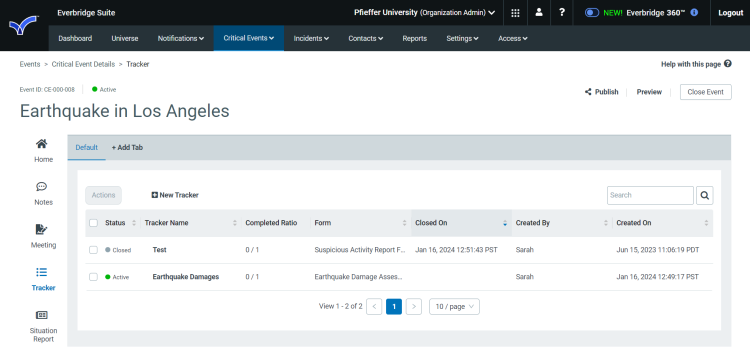 Everbridge Suite
Pfieffer University (Organization Admin)
?
NEW! Everbridge 360™
Logout
Dashboard
Universe
Notifications
Critical Events
Incidents
Contacts
Reports
Settings
Access
Events > Critical Event Details > Tracker
Help with this page ?
Event ID: CE-000-008
Active
Publish
Preview
Close Event
Earthquake in Los Angeles
Home
Notes
Meeting
Tracker
Situation
Report
Default
+ Add Tab
Actions
New Tracker
Search
Status Tracker Name Completed Ratio Form Closed On Created By Created On
Closed Test 0 / 1 Suspicious Activity Report F... Jan 16, 2024 12:51:43 PST Sarah Jun 15, 2023 11:06:19 PDT
Active Earthquake Damages 0 / 1 Earthquake Damage Asses... Sarah Jan 16, 2024 12:49:17 PST
View 1 - 2 of 2 < 1 > 10 / page